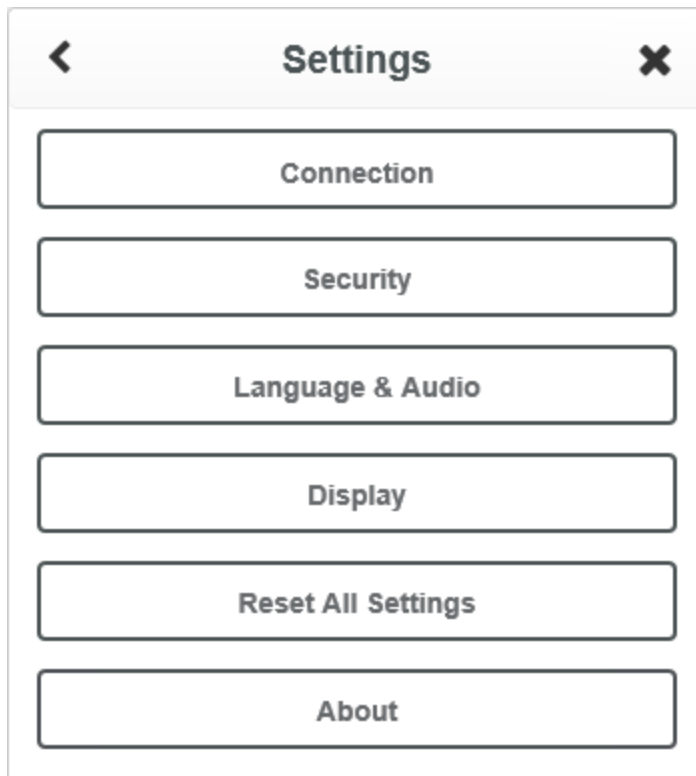 Settings
Connection
Security
Language & Audio
Display
Reset All Settings
About